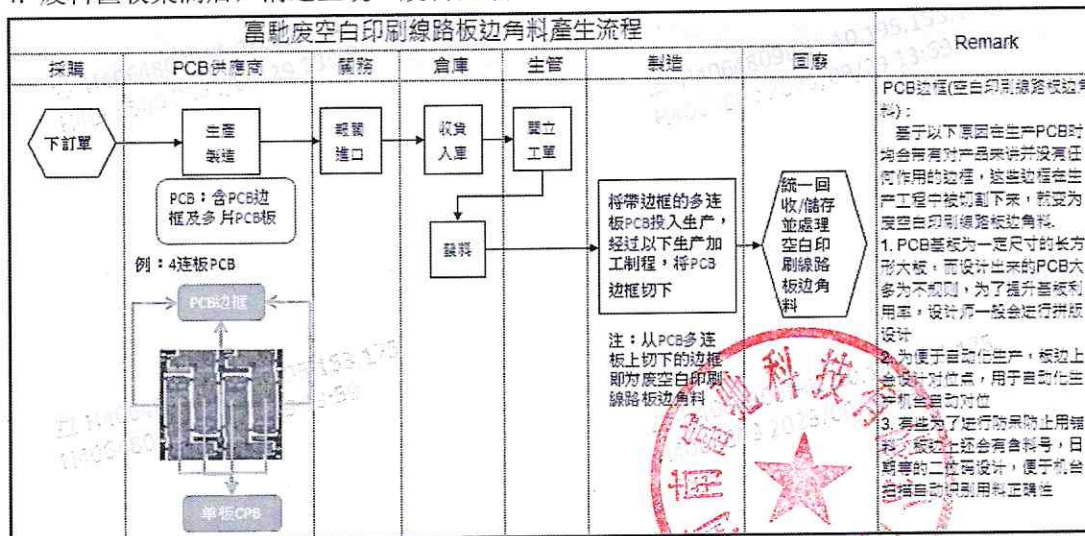 富馳废空白印刷線路板边角料產生流程
Remark
採購
PCB供應商
關務
倉庫
生管
製造
回廢
下訂單
生產
製造
報關
進口
收貨
入庫
開立
工單
發料
PCB：含PCB边
框及多片PCB板
例：4连板PCB
PCB边框
单板CPB
将带边框的多连
板PCB投入生产，
经过以下生产加
工制程，将PCB
边框切下
注：从PCB多连
板上切下的边框
即为废空白印刷
線路板边角料
統一回
收/儲存
並處理
空白印
刷線路
板边角
料
PCB边框(空白印刷線路板边角
料)：
基于以下原因在生产PCB时
均会带有对产品来讲并没有任
何作用的边框，这些边框在生
产工程中被切割下来，就变为
废空白印刷線路板边角料.
1. PCB基板为一定尺寸的长方
形大板，而设计出来的PCB大
多为不规则，为了提升基板利
用率，设计师一般会进行拼版
设计
2. 为便于自动化生产，板边上
会设计对位点，用于自动化生
产机台自动对位
3. 有些为了进行防呆防止用错
料，板边上还会有含料号，日
期等的二位码设计，便于机台
扫描自动识别用料正确性